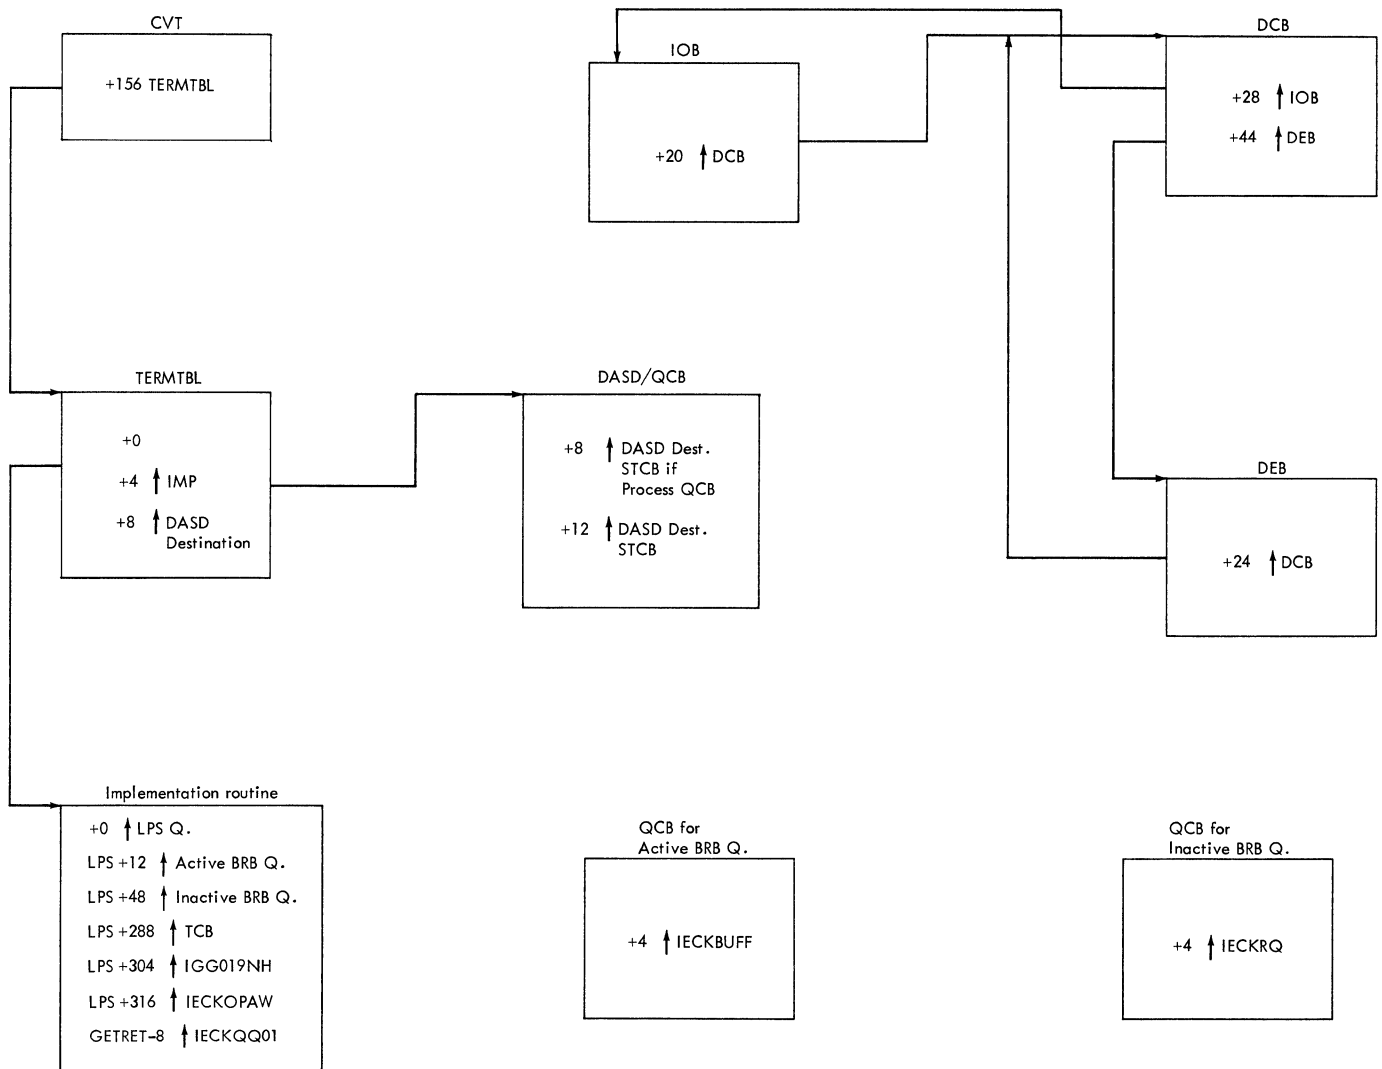 CVT
+156 TERMTBL
IOB
+20 ↑ DCB
DCB
+28 ↑ IOB
+44 ↑ DEB
TERMTBL
+0
+4 ↑ IMP
+8 ↑ DASD
Destination
DASD/QCB
+8 ↑ DASD Dest.
STCB if
Process QCB
+12 ↑ DASD Dest.
STCB
DEB
+24 ↑ DCB
Implementation routine
+0 ↑ LPS Q.
LPS +12 ↑ Active BRB Q.
LPS +48 ↑ Inactive BRB Q.
LPS +288 ↑ TCB
LPS +304 ↑ IGG019NH
LPS +316 ↑ IECKOPAW
GETRET-8 ↑ IECKQQ01
QCB for
Active BRB Q.
+4 ↑ IECKBUFF
QCB for
Inactive BRB Q.
+4 ↑ IECKRQ